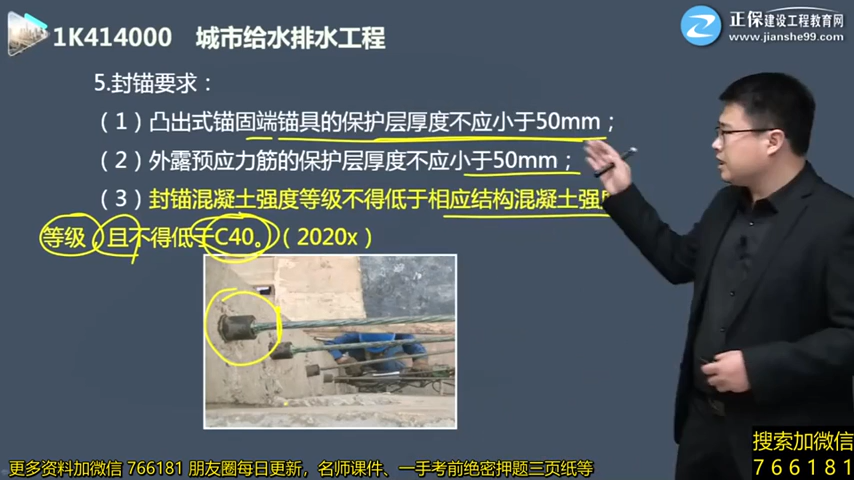 1K414000 城市给水排水工程
正保建设工程教育网
www.jianshe99.com
5.封锚要求：
（1）凸出式锚固端锚具的保护层厚度不应小于50mm；
（2）外露预应力筋的保护层厚度不应小于50mm；
（3）封锚混凝土强度等级不得低于相应结构混凝土强
等级，且不得低于C40。（2020x）
搜索加微信
766181
更多资料加微信 766181 朋友圈每日更新，名师课件、一手考前绝密押题三页纸等